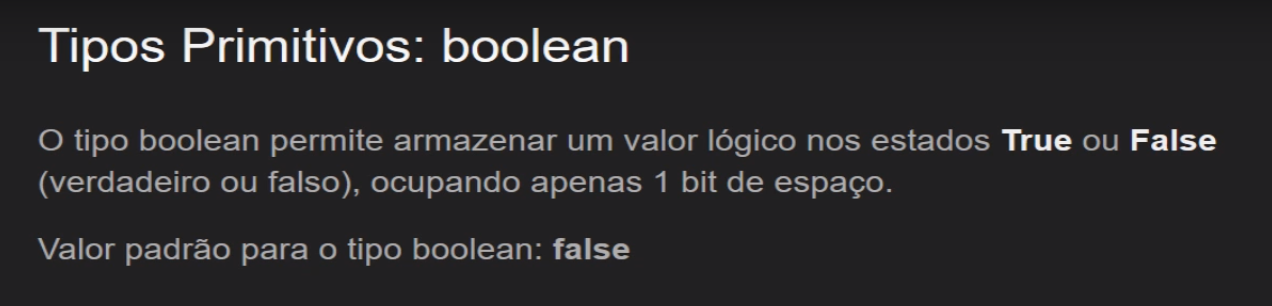 Tipos Primitivos: boolean
O tipo boolean permite armazenar um valor lógico nos estados True ou False
(verdadeiro ou falso), ocupando apenas 1 bit de espaço.
Valor padrão para o tipo boolean: false